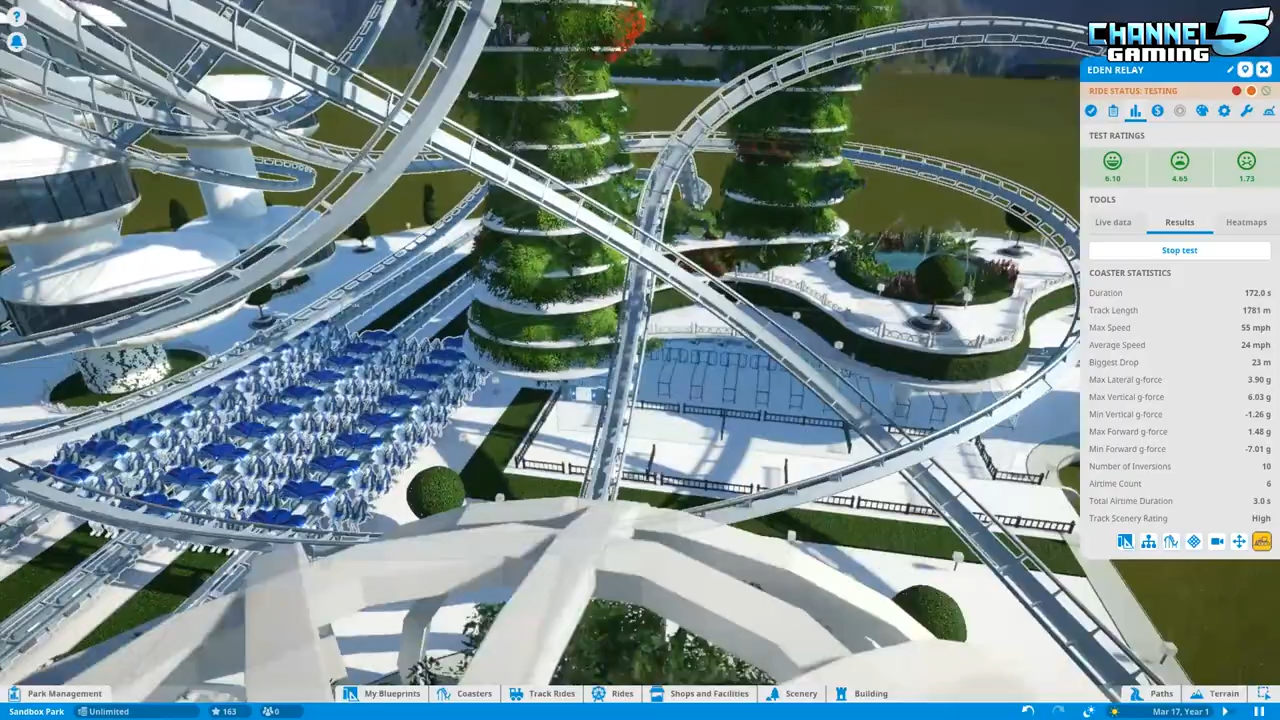 CHANNEL 5
GAMING
EDEN RELAY
RIDE STATUS: TESTING
TEST RATINGS
6.10 4.65 1.73
TOOLS
Live data Results Heatmaps
Stop test
COASTER STATISTICS
Duration 172.0 s
Track Length 1781 m
Max Speed 55 mph
Average Speed 24 mph
Biggest Drop 23 m
Max Lateral g-force 3.90 g
Max Vertical g-force 6.03 g
Min Vertical g-force -1.26 g
Max Forward g-force 1.48 g
Min Forward g-force -7.01 g
Number of Inversions 10
Airtime Count 6
Total Airtime Duration 3.0 s
Track Scenery Rating High
Park Management My Blueprints Coasters Track Rides Rides Shops and Facilities Scenery Building Paths Terrain
Sandbox Park Unlimited 163 0 Mar 17, Year 1